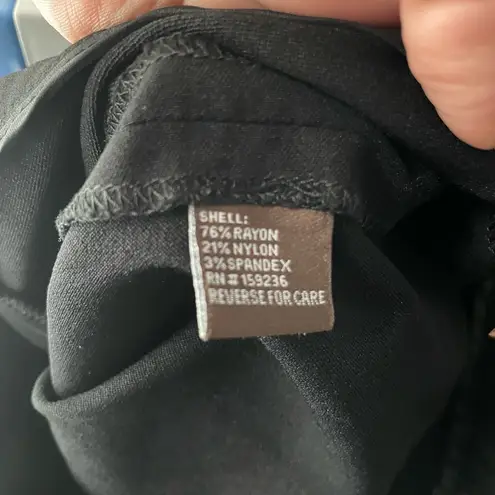 SHELL:
76% RAYON
21% NYLON
3% SPANDEX
RN# 159236
REVERSE FOR CARE